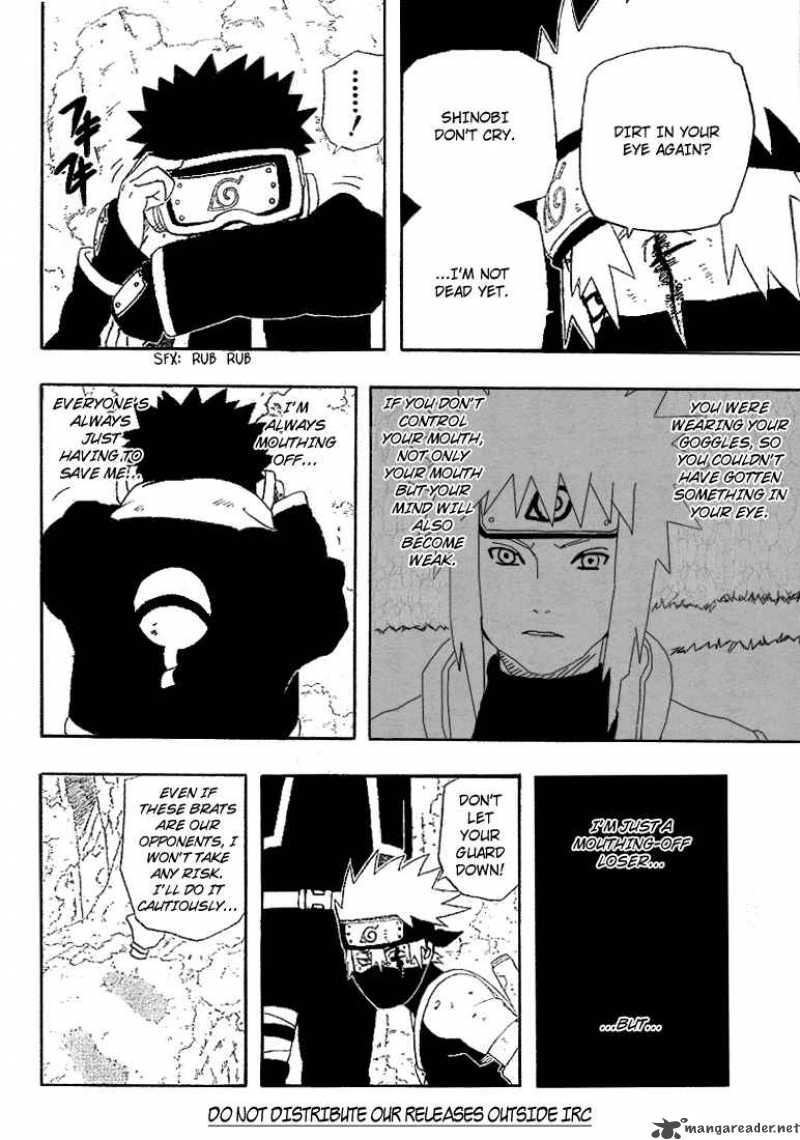 DIRT IN YOUR
EYE AGAIN?
SHINOBI
DON'T CRY.
...I'M NOT
DEAD YET.
......!
フキ
フキ
SFX: RUB RUB
YOU WERE
WEARING YOUR
GOGGLES, SO
YOU COULDN'T
HAVE GOTTEN
SOMETHING IN
YOUR EYE.
IF YOU DON'T
CONTROL
YOUR MOUTH,
NOT ONLY
YOUR MOUTH
BUT YOUR
MIND WILL
ALSO
BECOME
WEAK.
I'M
ALWAYS
MOUTHING
OFF...
EVERYONE'S
ALWAYS
JUST
HAVING TO
SAVE ME!..
I'M JUST A
MOUTHING-OFF
LOSER...
...BUT...
DON'T
LET
YOUR
GUARD
DOWN!
EVEN IF
THESE BRATS
ARE OUR
OPPONENTS, I
WON'T TAKE
ANY RISK.
I'LL DO IT
CAUTIOUSLY...
DO NOT DISTRIBUTE OUR RELEASES OUTSIDE IRC
mangareader.net